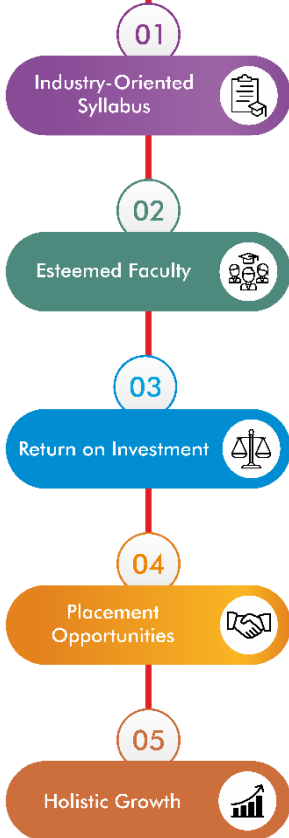 01
Industry-Oriented
Syllabus
02
Esteemed Faculty
03
Return on Investment
04
Placement
Opportunities
05
Holistic Growth